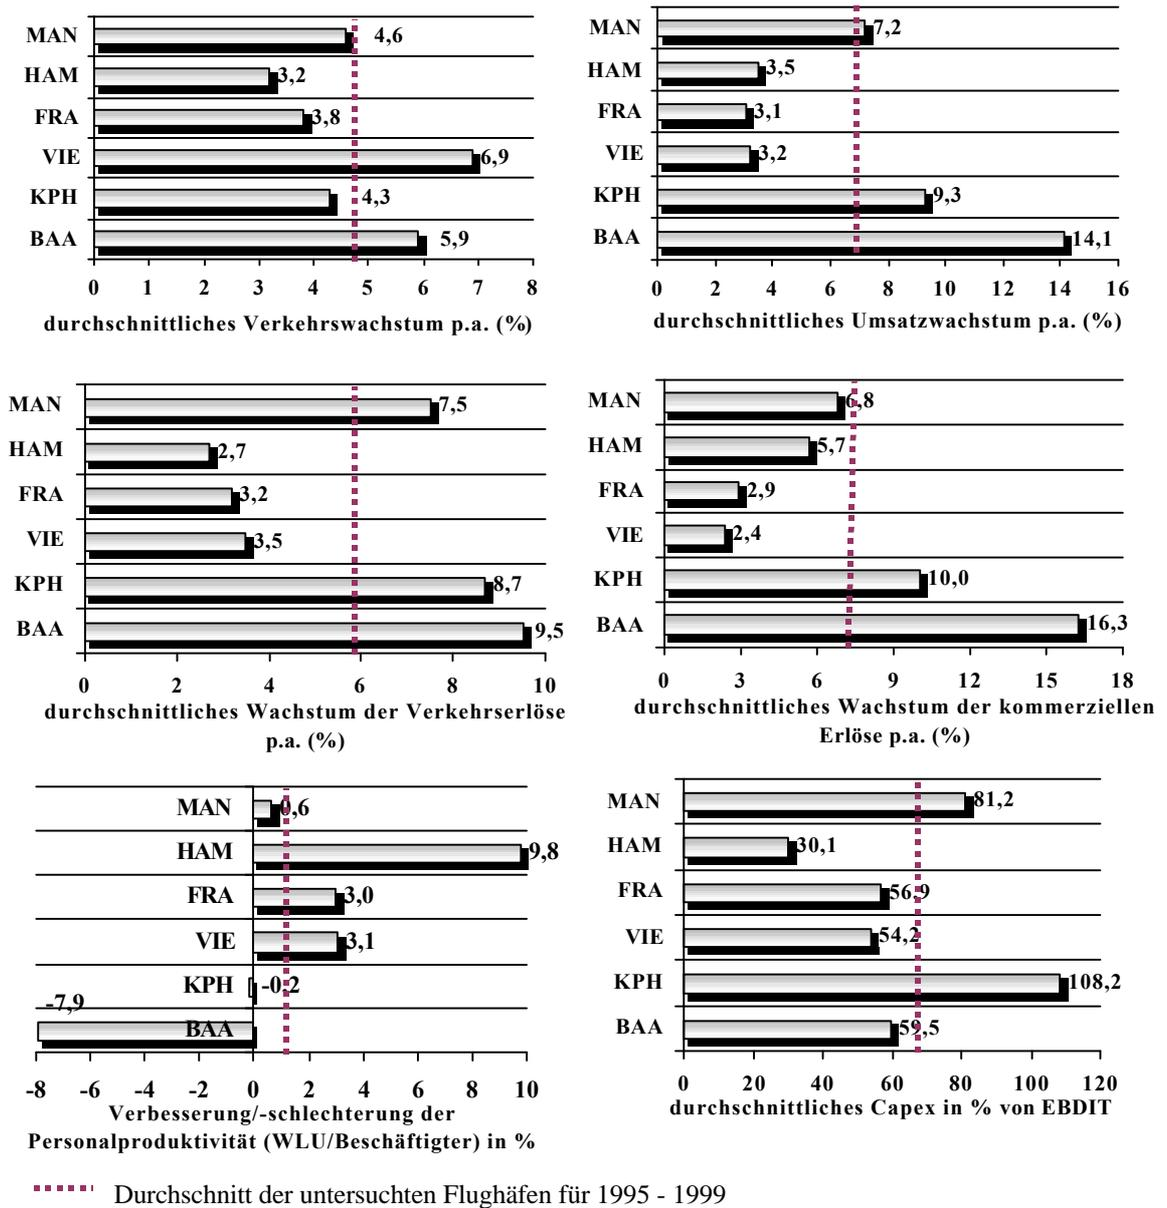 MAN 4,6
HAM 3,2
FRA 3,8
VIE 6,9
KPH 4,3
BAA 5,9
0 1 2 3 4 5 6 7 8
durchschnittliches Verkehrswachstum p.a. (%)
MAN 7,2
HAM 3,5
FRA 3,1
VIE 3,2
KPH 9,3
BAA 14,1
0 2 4 6 8 10 12 14 16
durchschnittliches Umsatzwachstum p.a. (%)
MAN 7,5
HAM 2,7
FRA 3,2
VIE 3,5
KPH 8,7
BAA 9,5
0 2 4 6 8 10
durchschnittliches Wachstum der Verkehrserlöse
p.a. (%)
MAN 6,8
HAM 5,7
FRA 2,9
VIE 2,4
KPH 10,0
BAA 16,3
0 3 6 9 12 15 18
durchschnittliches Wachstum der kommerziellen
Erlöse p.a. (%)
MAN 0,6
HAM 9,8
FRA 3,0
VIE 3,1
KPH -0,2
-7,9
BAA
-8 -6 -4 -2 0 2 4 6 8 10
Verbesserung/-schlechterung der
Personalproduktivität (WLU/Beschäftigter) in %
MAN 81,2
HAM 30,1
FRA 56,9
VIE 54,2
KPH 108,2
BAA 59,5
0 20 40 60 80 100 120
durchschnittliches Capex in % von EBDIT
Durchschnitt der untersuchten Flughäfen für 1995 - 1999